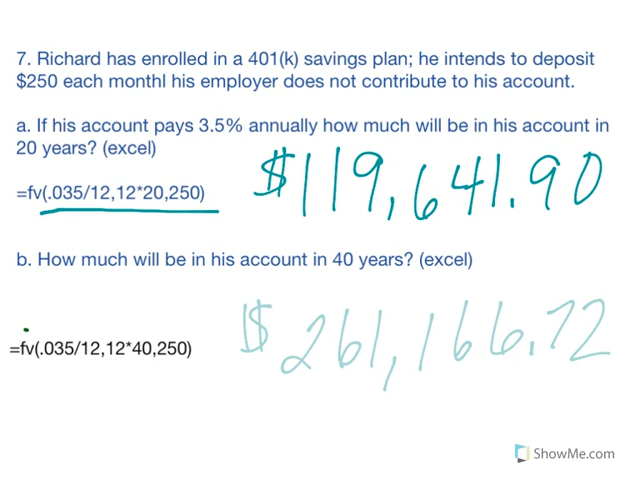 7. Richard has enrolled in a 401(k) savings plan; he intends to deposit
$250 each monthl his employer does not contribute to his account.
a. If his account pays 3.5% annually how much will be in his account in
20 years? (excel)
=fv(.035/12,12*20,250)
$119,641.90
b. How much will be in his account in 40 years? (excel)
=fv(.035/12,12*40,250)
$261,166.72
ShowMe.com